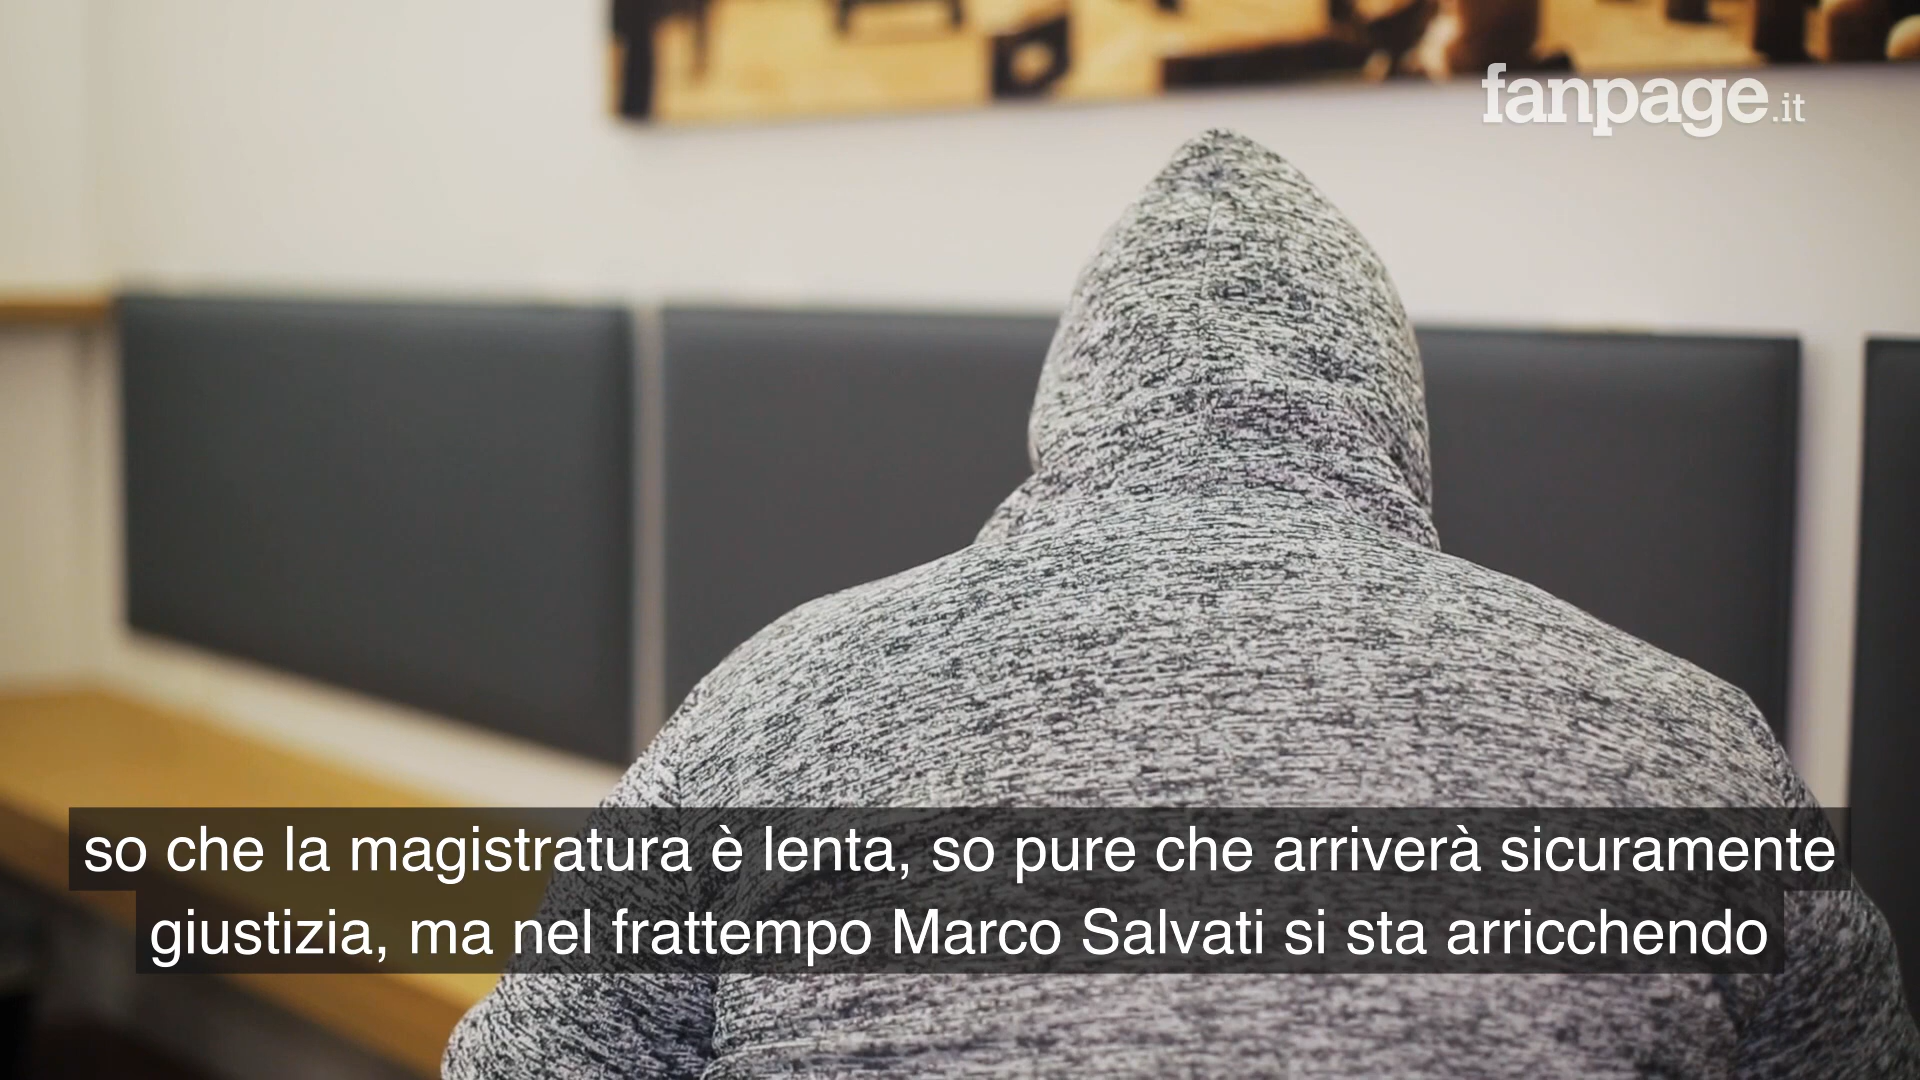 fanpage.it
so che la magistratura è lenta, so pure che arriverà sicuramente
giustizia, ma nel frattempo Marco Salvati si sta arricchendo